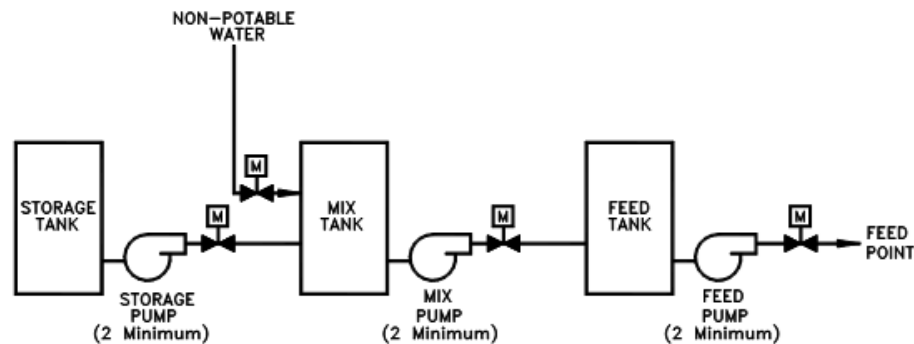 NON-POTABLE
WATER
M
STORAGE
TANK
M
MIX
TANK
M
FEED
TANK
M
FEED
POINT
STORAGE
PUMP
(2 Minimum)
MIX
PUMP
(2 Minimum)
FEED
PUMP
(2 Minimum)